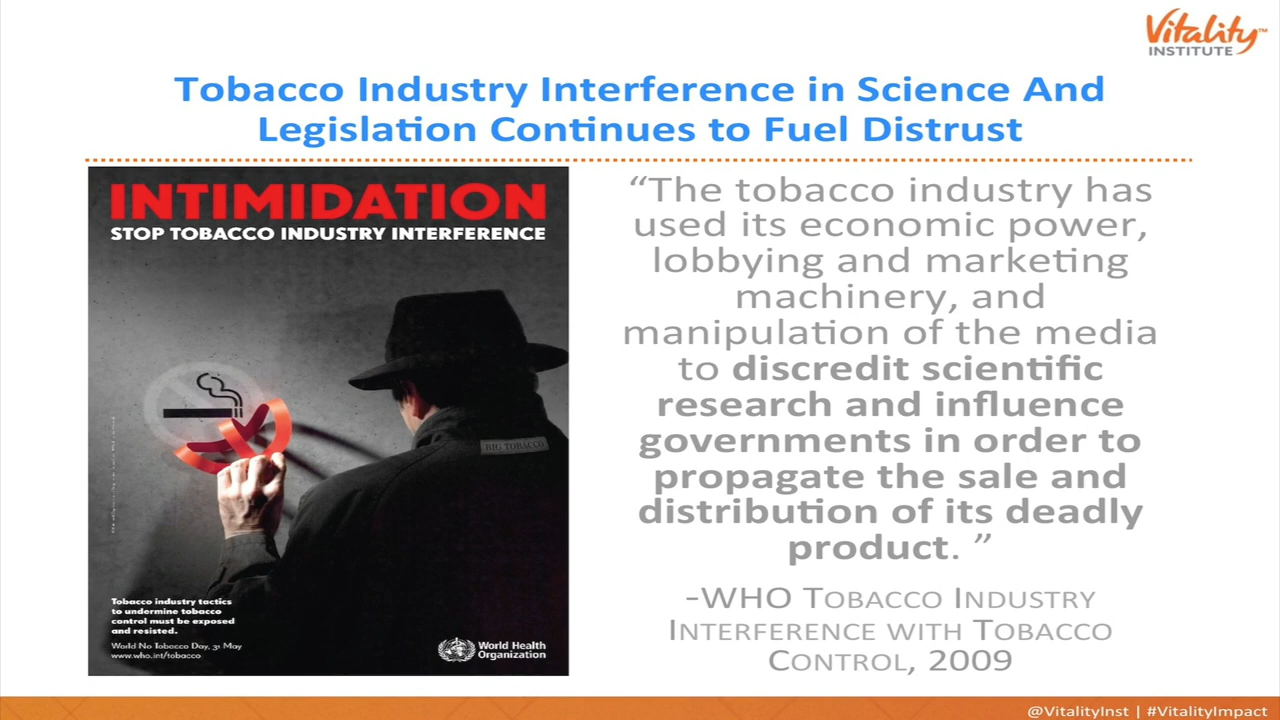 Vitality™
INSTITUTE
Tobacco Industry Interference in Science And
Legislation Continues to Fuel Distrust
INTIMIDATION
STOP TOBACCO INDUSTRY INTERFERENCE
BIG TOBACCO
Tobacco industry tactics
to undermine tobacco
control must be exposed
and resisted.
World No Tobacco Day, 31 May
www.who.int/tobacco
World Health
Organization
“The tobacco industry has
used its economic power,
lobbying and marketing
machinery, and
manipulation of the media
to discredit scientific
research and influence
governments in order to
propagate the sale and
distribution of its deadly
product. ”
-WHO TOBACCO INDUSTRY
INTERFERENCE WITH TOBACCO
CONTROL, 2009
@VitalityInst | #VitalityImpact